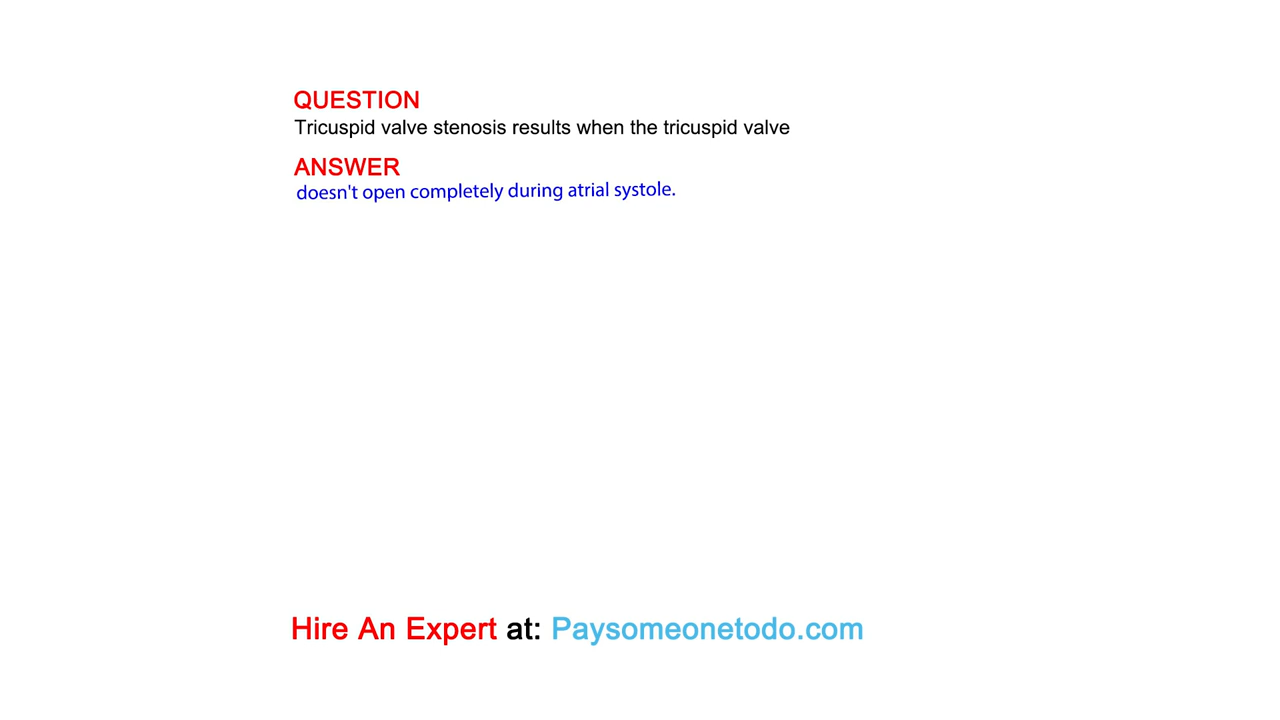 QUESTION
Tricuspid valve stenosis results when the tricuspid valve
ANSWER
doesn't open completely during atrial systole.
Hire An Expert at: Paysomeonetodo.com